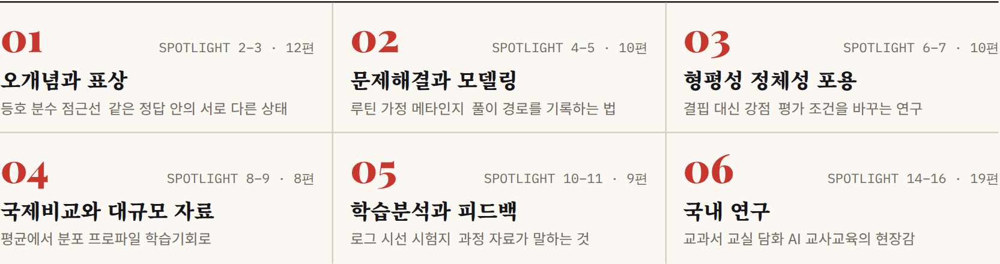 01 SPOTLIGHT 2–3 · 12편
오개념과 표상
등호 분수 점근선 같은 정답 안의 서로 다른 상태
02 SPOTLIGHT 4–5 · 10편
문제해결과 모델링
루틴 가정 메타인지 풀이 경로를 기록하는 법
03 SPOTLIGHT 6–7 · 10편
형평성 정체성 포용
결핍 대신 강점 평가 조건을 바꾸는 연구
04 SPOTLIGHT 8–9 · 8편
국제비교와 대규모 자료
평균에서 분포 프로파일 학습기회로
05 SPOTLIGHT 10–11 · 9편
학습분석과 피드백
로그 시선 시험지 과정 자료가 말하는 것
06 SPOTLIGHT 14–16 · 19편
국내 연구
교과서 교실 담화 AI 교사교육의 현장감